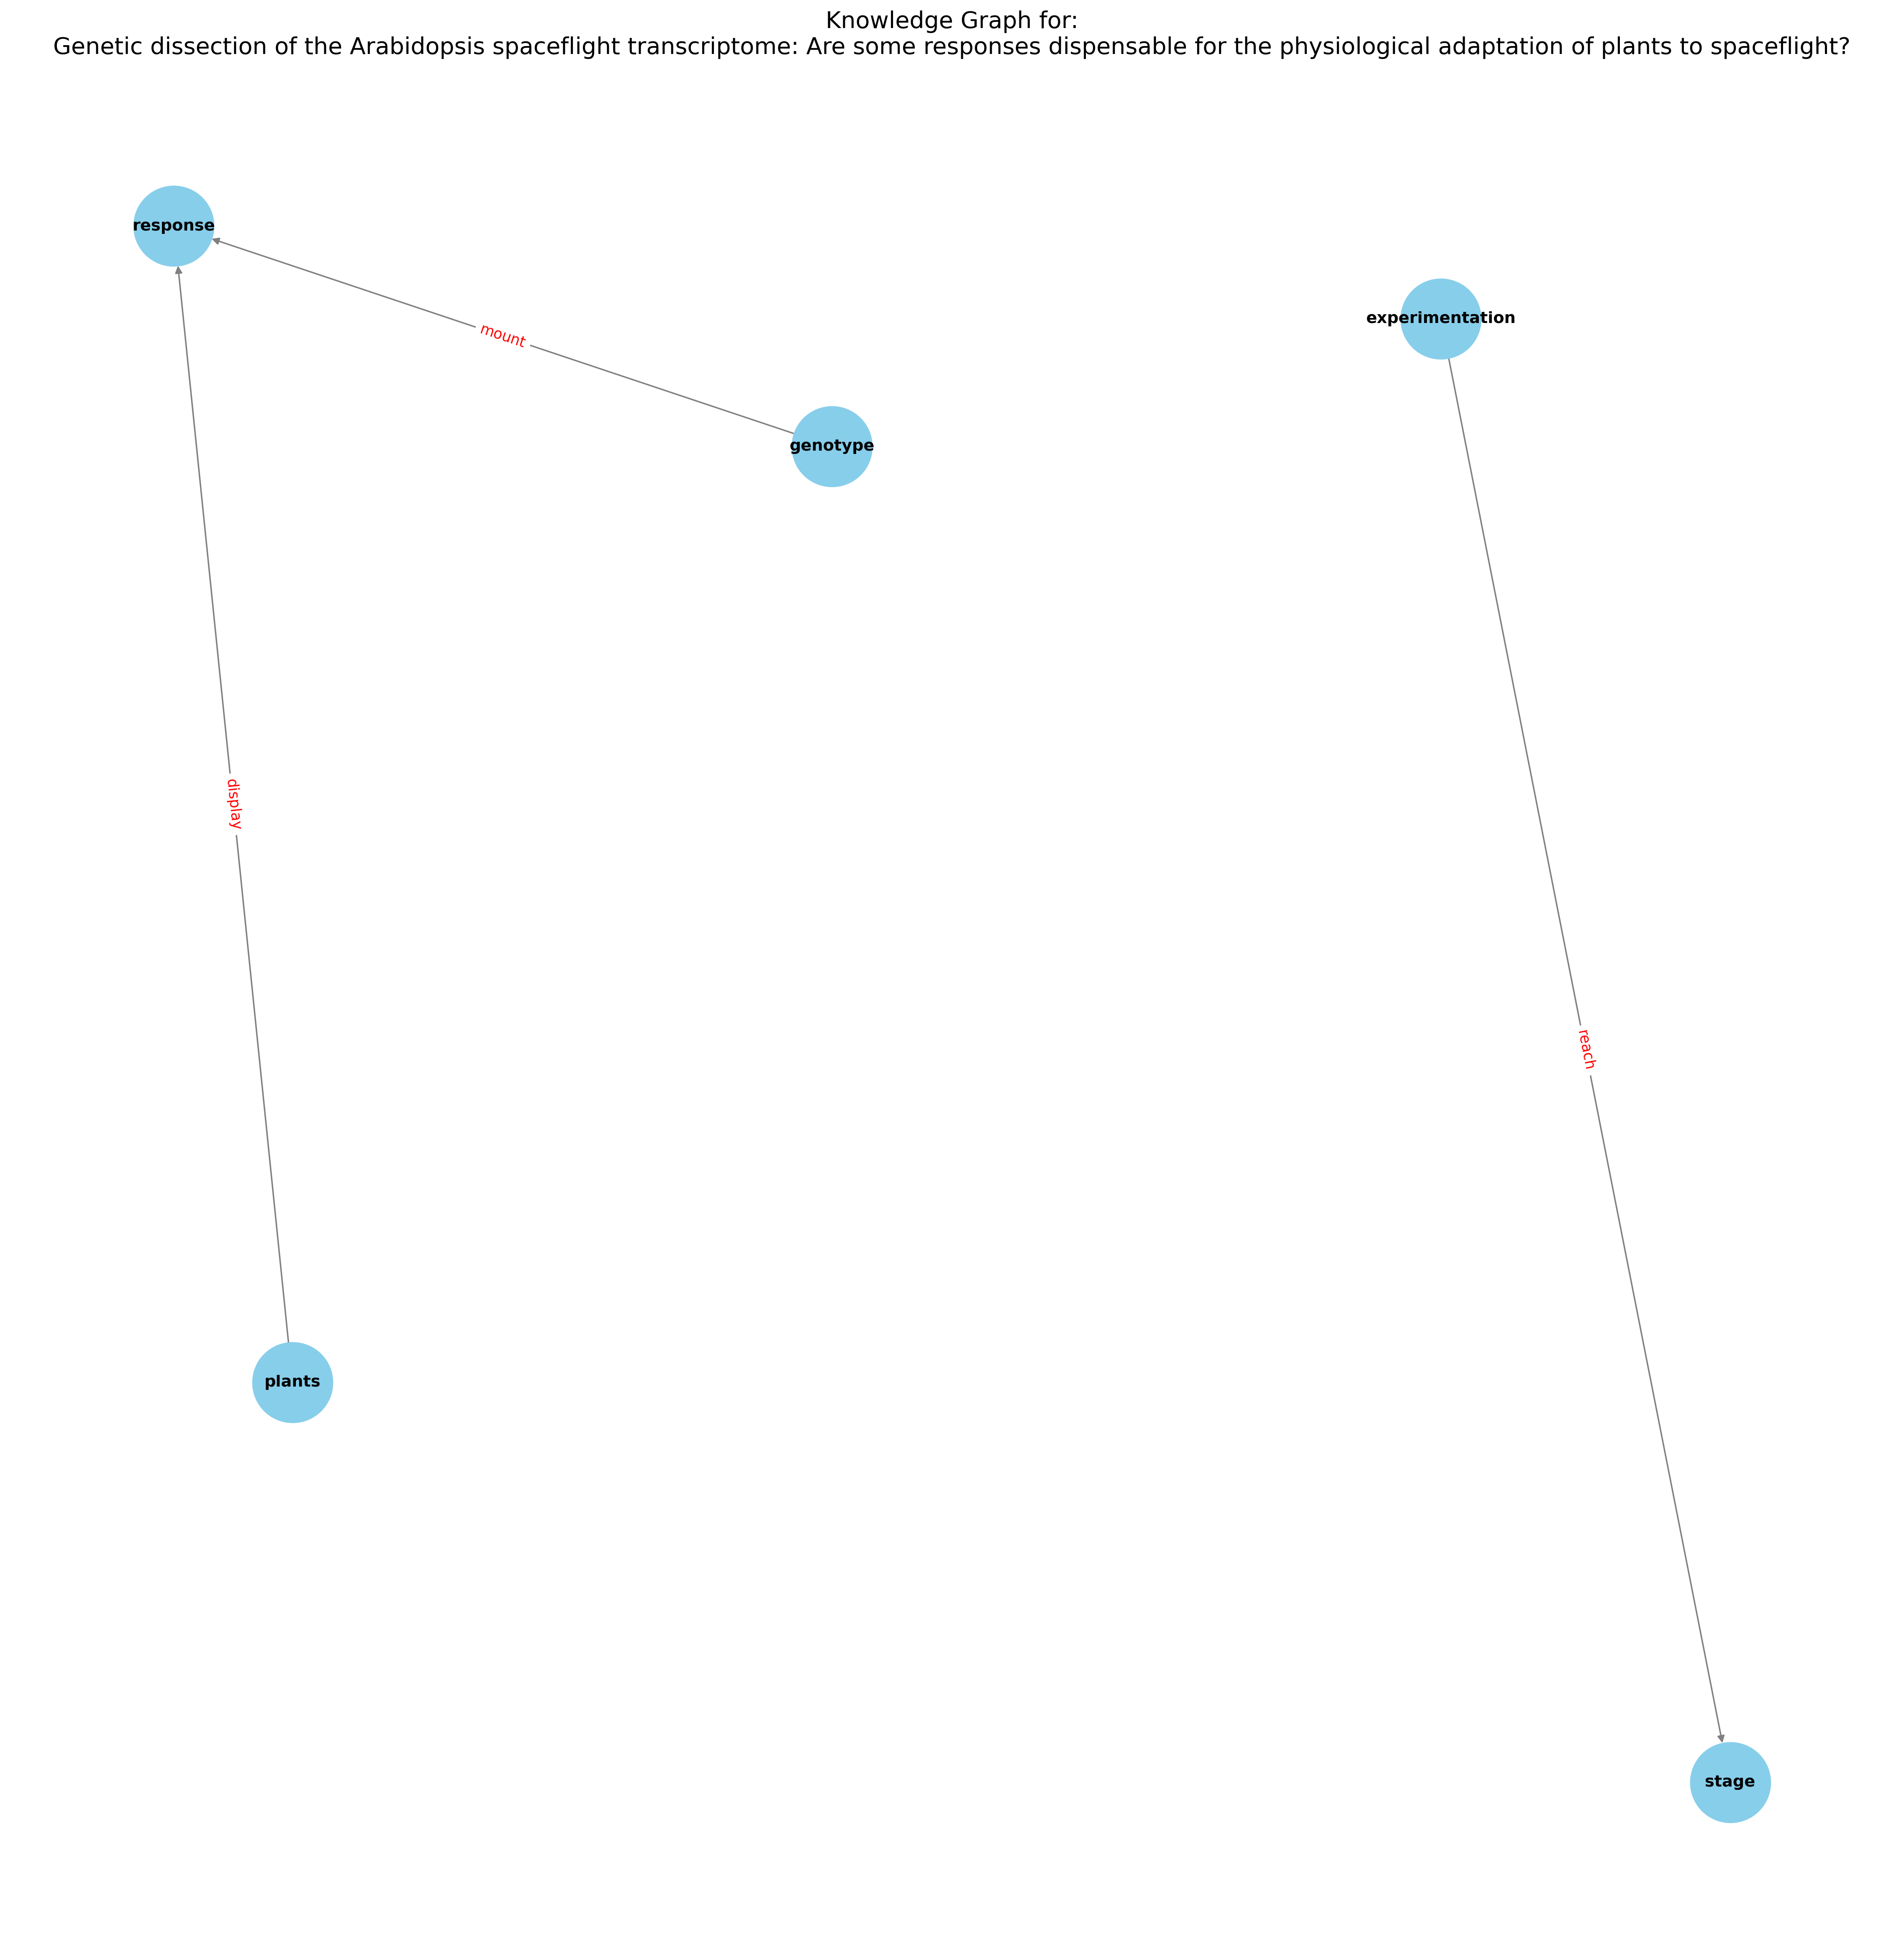 Knowledge Graph for:
Genetic dissection of the Arabidopsis spaceflight transcriptome: Are some responses dispensable for the physiological adaptation of plants to spaceflight?
response
experimentation
mount
genotype
display
reach
plants
stage